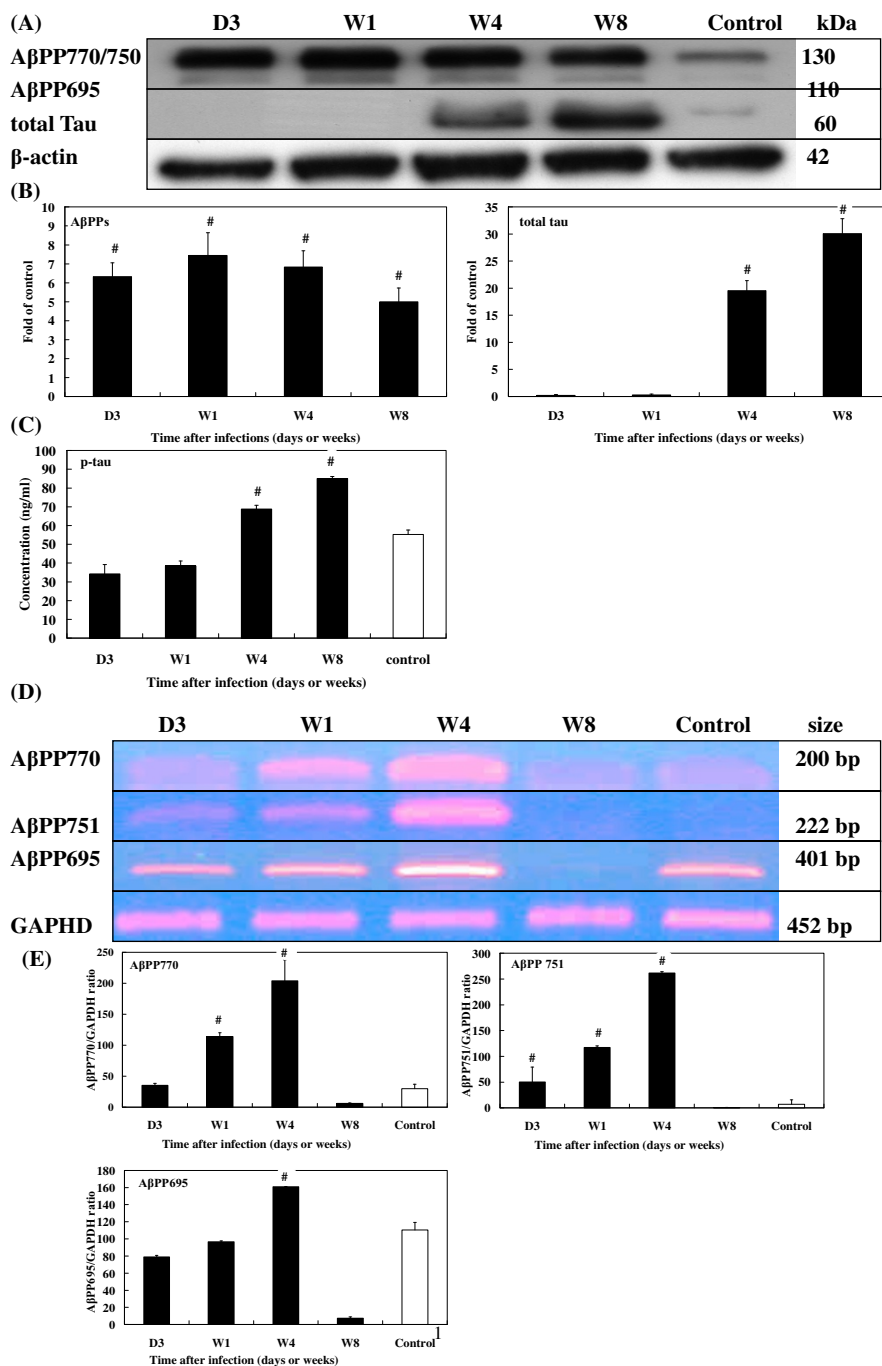 (A) D3 W1 W4 W8 Control kDa
AβPP770/750 130
AβPP695 110
total Tau 60
β-actin 42
(B)
AβPPs
Fold of control
10
9
8
7
6
5
4
3
2
1
0
# # # #
D3 W1 W4 W8
Time after infections (days or weeks)
total tau
Fold of control
35
30
25
20
15
10
5
0
# #
D3 W1 W4 W8
Time after infections (days or weeks)
(C)
p-tau
Concentration (ng/ml)
100
90
80
70
60
50
40
30
20
10
0
# #
D3 W1 W4 W8 control
Time after infection (days or weeks)
(D)
D3 W1 W4 W8 Control size
AβPP770 200 bp
AβPP751 222 bp
AβPP695 401 bp
GAPHD 452 bp
(E)
AβPP770
AβPP770/GAPDH ratio
250
200
150
100
50
0
# #
D3 W1 W4 W8 Control
Time after infection (days or weeks)
AβPP 751
AβPP751/GAPDH ratio
300
250
200
150
100
50
0
# # #
D3 W1 W4 W8 Control
Time after infection (days or weeks)
AβPP695
AβPP695/GAPDH ratio
180
160
140
120
100
80
60
40
20
0
#
D3 W1 W4 W8 Control
1
Time after infection (days or weeks)